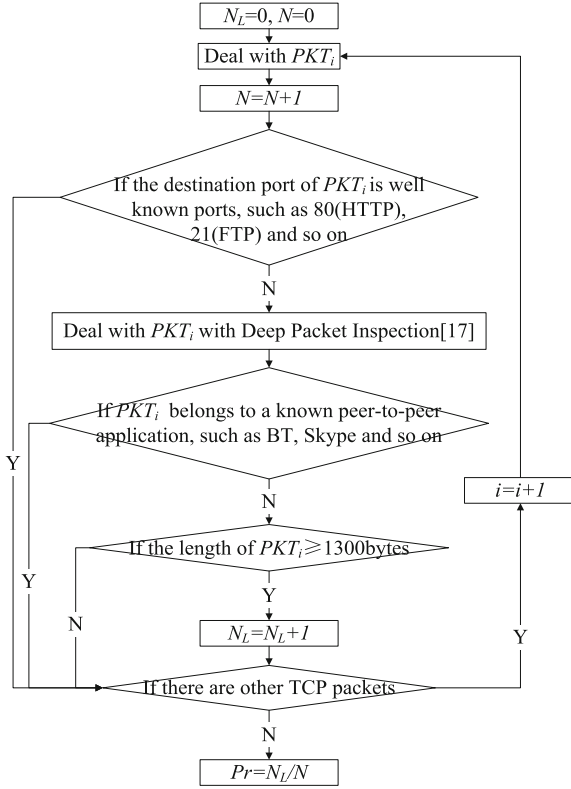 N_L=0, N=0
Deal with PKT_i
N=N+1
If the destination port of PKT_i is well
known ports, such as 80(HTTP),
21(FTP) and so on
N
Deal with PKT_i with Deep Packet Inspection[17]
If PKT_i belongs to a known peer-to-peer
application, such as BT, Skype and so on
Y
N
i=i+1
If the length of PKT_i≥1300bytes
Y
Y
N
N_L=N_L+1
Y
If there are other TCP packets
N
Pr=N_L/N